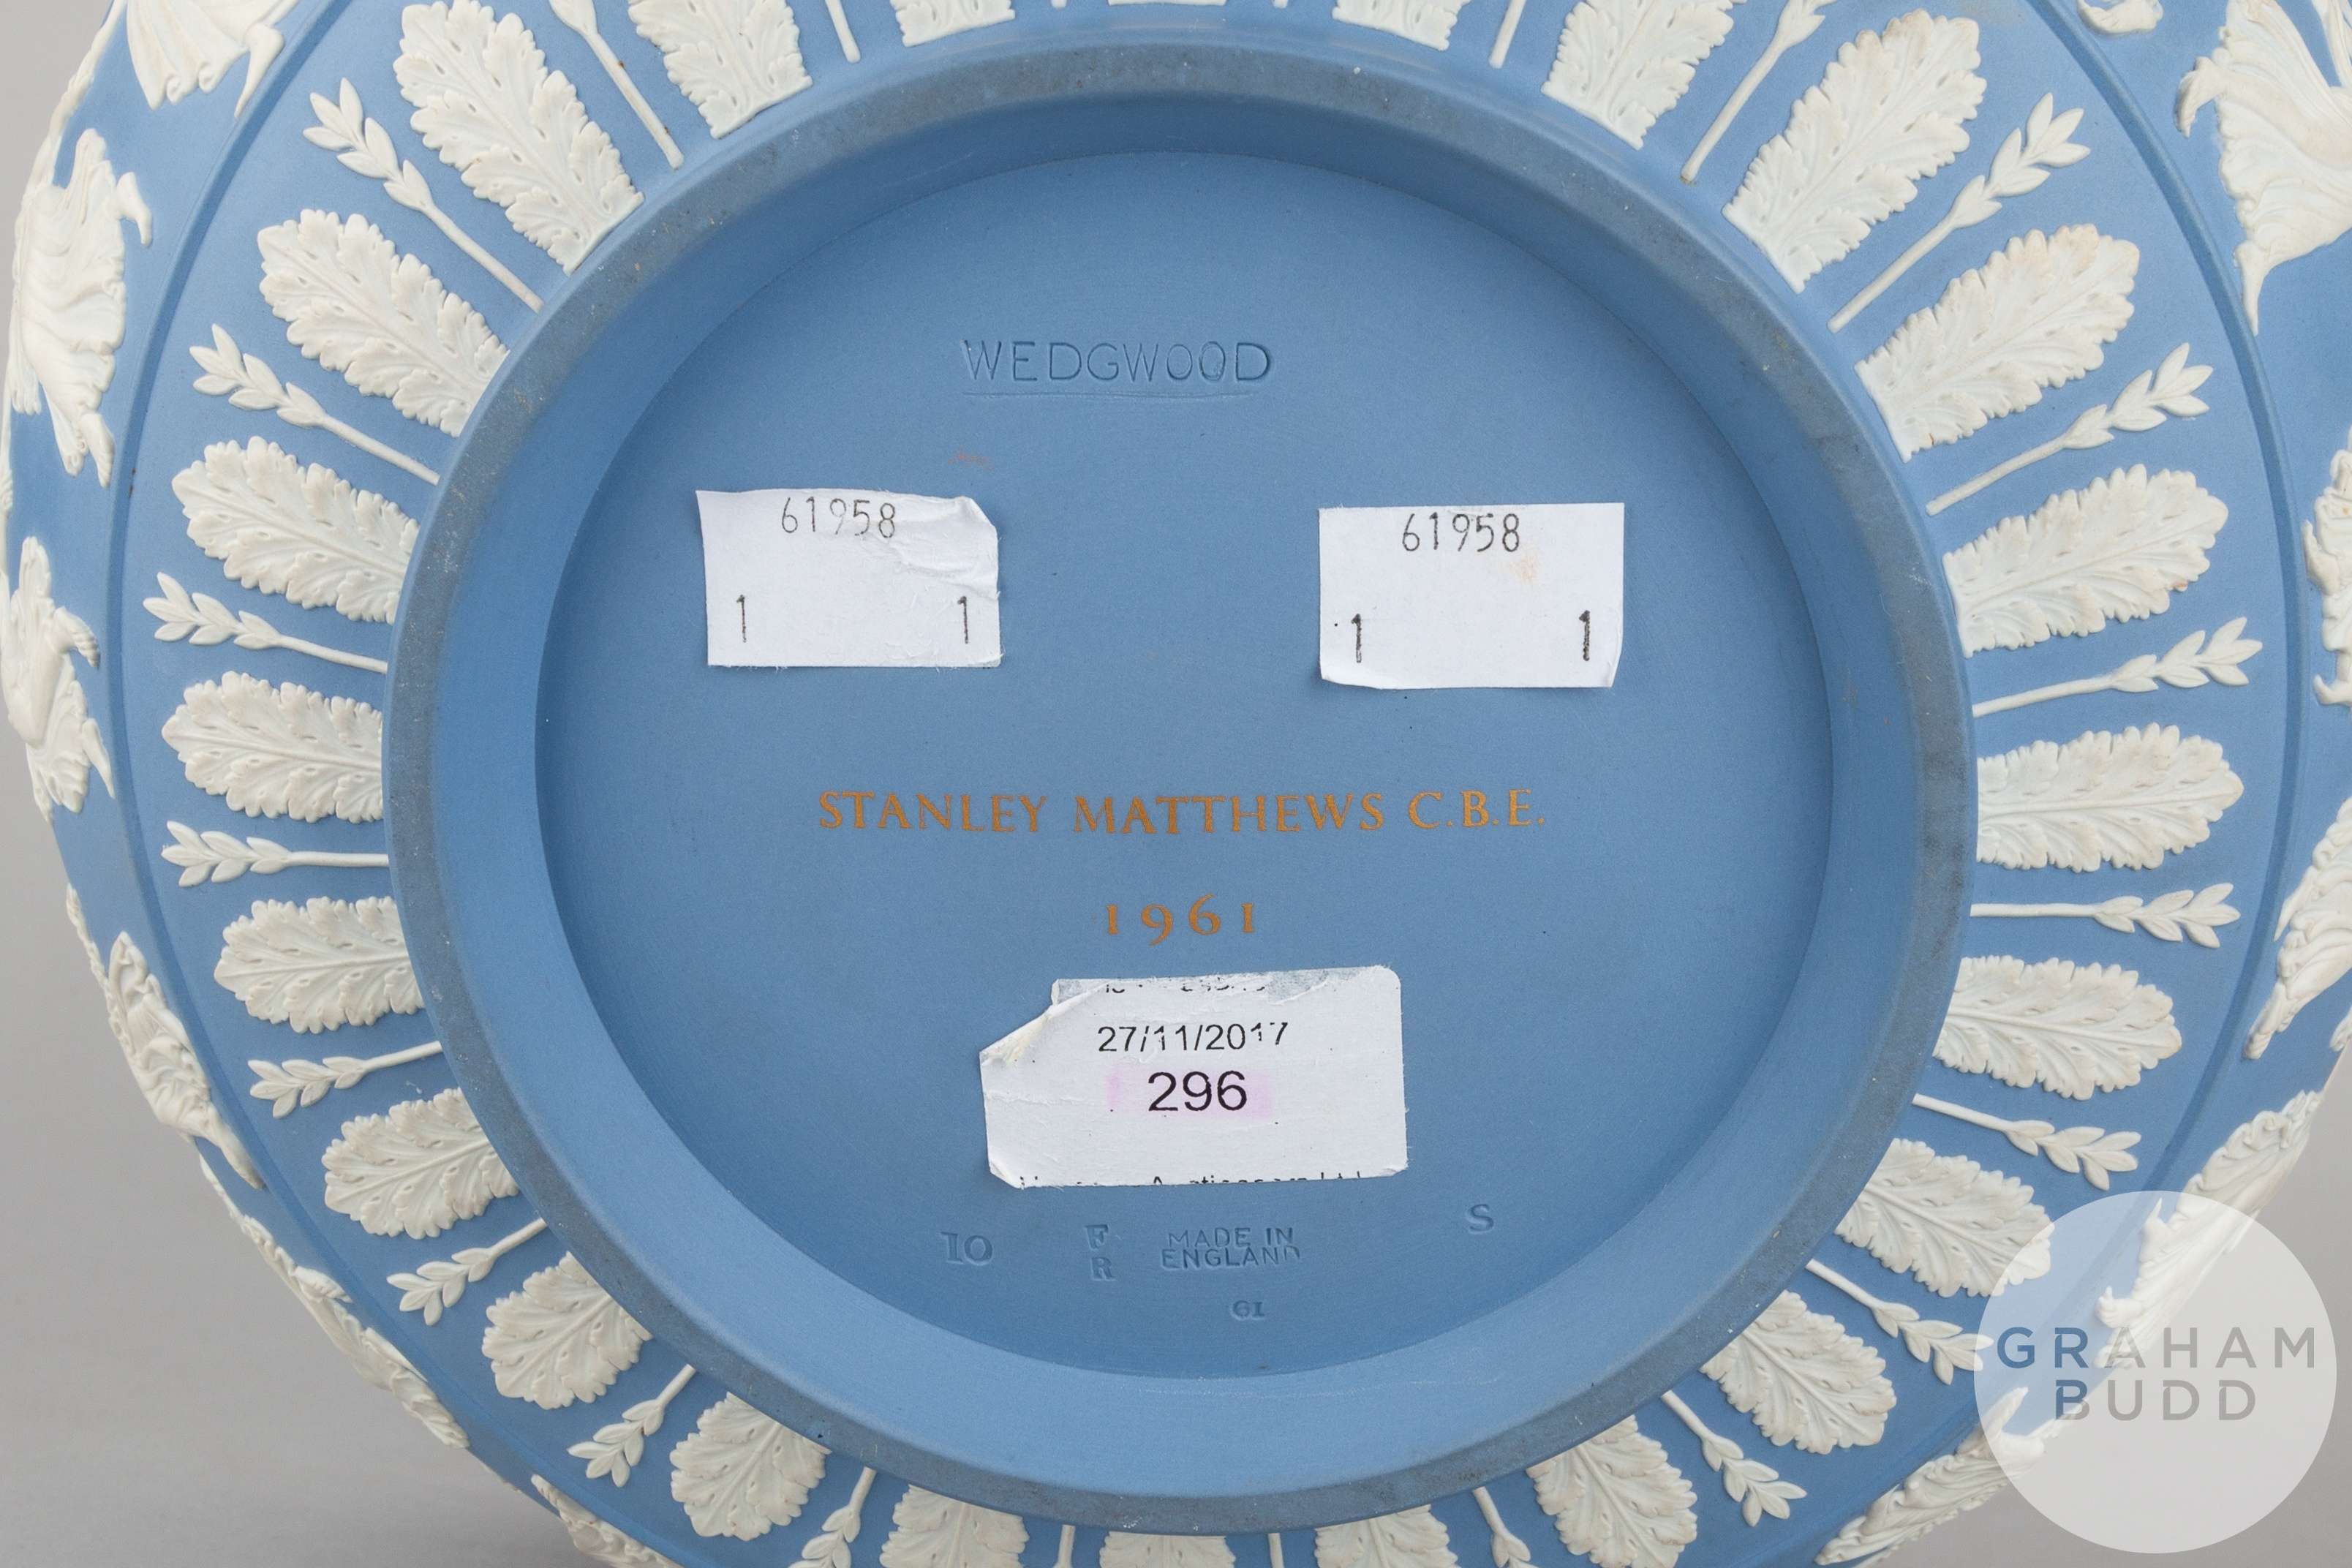 WEDGWOOD
61958
1 1
61958
1 1
STANLEY MATTHEWS C.B.E.
1961
27/11/2017
296
IO
F
R
MADE IN
ENGLAND
S
61
GRAHAM
BUDD